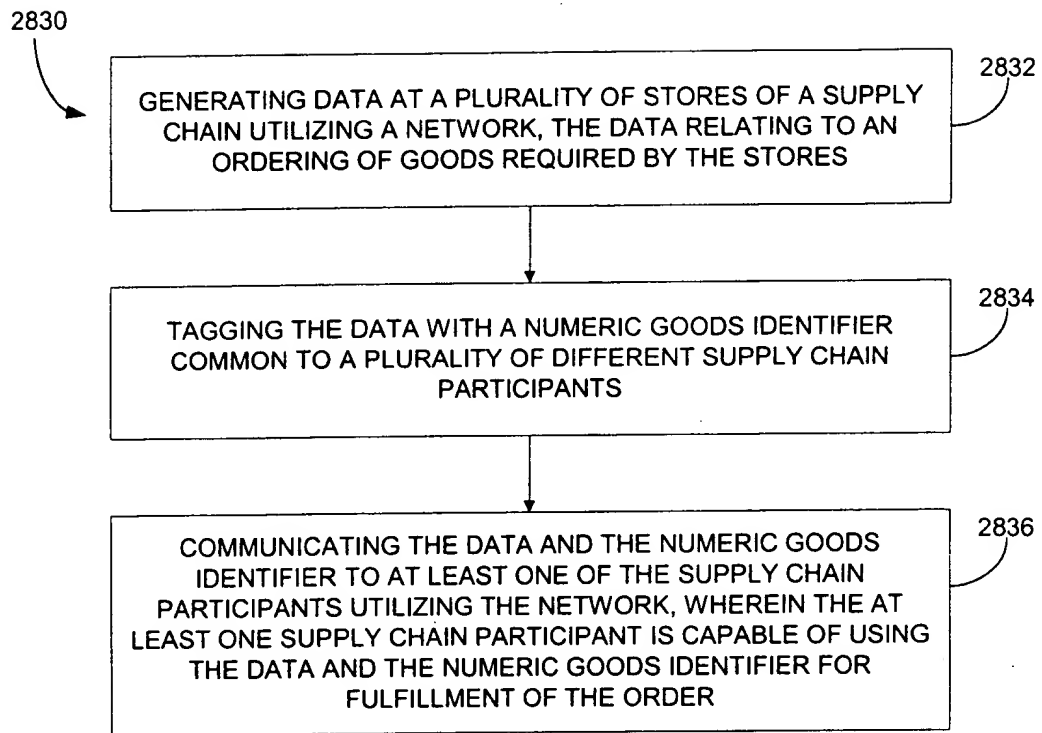 2830
2832
GENERATING DATA AT A PLURALITY OF STORES OF A SUPPLY
CHAIN UTILIZING A NETWORK, THE DATA RELATING TO AN
ORDERING OF GOODS REQUIRED BY THE STORES
2834
TAGGING THE DATA WITH A NUMERIC GOODS IDENTIFIER
COMMON TO A PLURALITY OF DIFFERENT SUPPLY CHAIN
PARTICIPANTS
2836
COMMUNICATING THE DATA AND THE NUMERIC GOODS
IDENTIFIER TO AT LEAST ONE OF THE SUPPLY CHAIN
PARTICIPANTS UTILIZING THE NETWORK, WHEREIN THE AT
LEAST ONE SUPPLY CHAIN PARTICIPANT IS CAPABLE OF USING
THE DATA AND THE NUMERIC GOODS IDENTIFIER FOR
FULFILLMENT OF THE ORDER